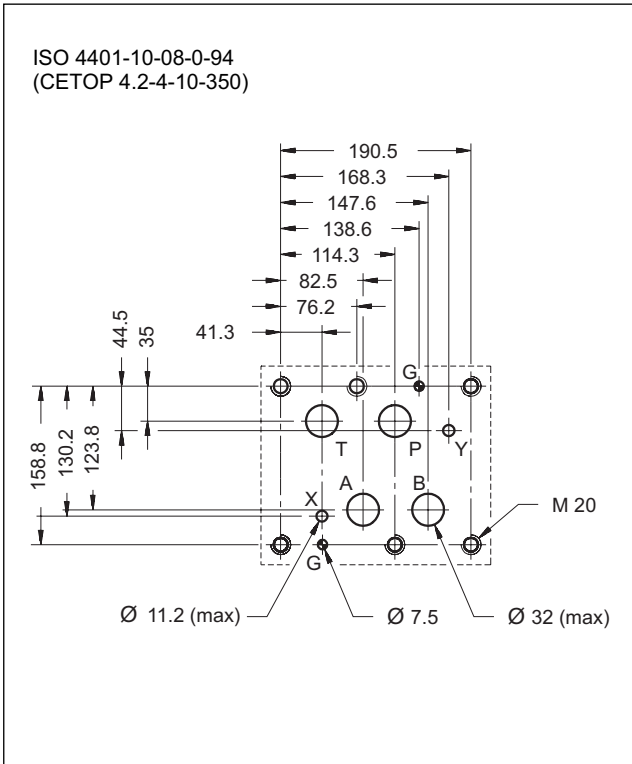 ISO 4401-10-08-0-94
(CETOP 4.2-4-10-350)
190.5
168.3
147.6
138.6
114.3
82.5
76.2
41.3
44.5
35
158.8
130.2
123.8
G
T
P
Y
A
B
X
M 20
G
Ø 11.2 (max)
Ø 7.5
Ø 32 (max)